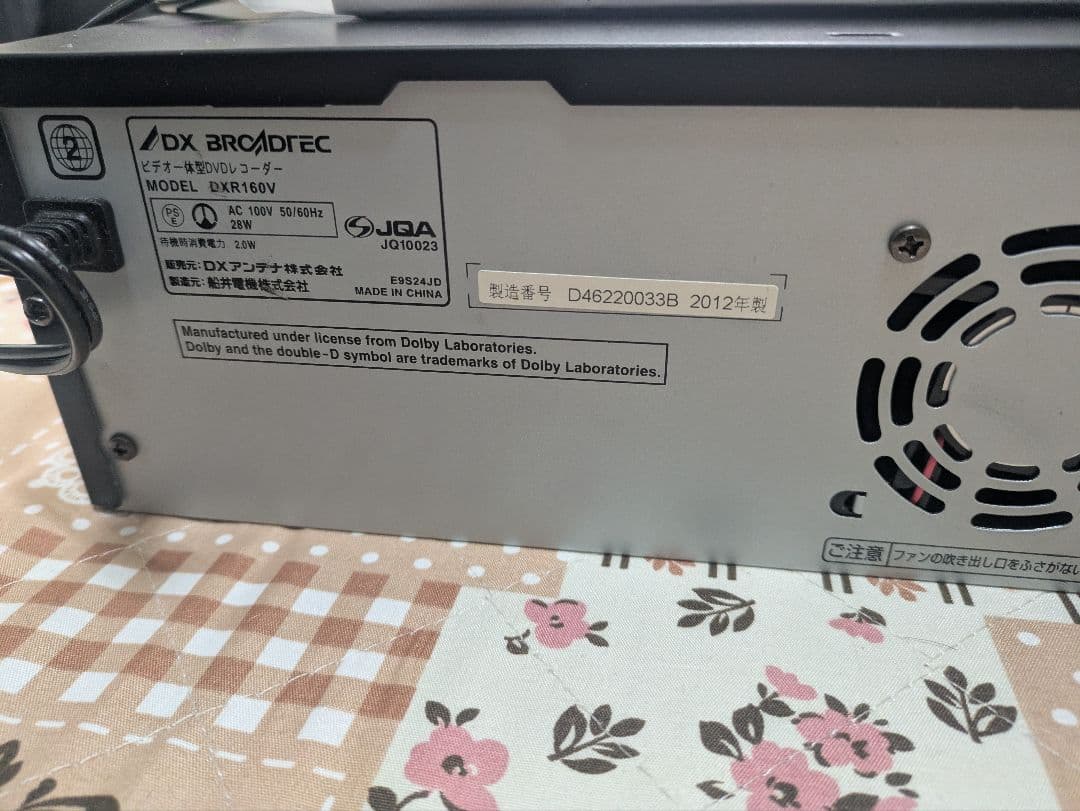 2
DX BROADTEC
ビデオ一体型DVDレコーダー
MODEL DXR160V
PS
E
AC 100V 50/60Hz
28W
JQA
JQ10023
待機時消費電力 2.0W
販売元:DXアンテナ株式会社
製造元:船井電機株式会社
E9S24JD
MADE IN CHINA
製造番号 D46220033B 2012年製
Manufactured under license from Dolby Laboratories.
Dolby and the double-D symbol are trademarks of Dolby Laboratories.
ご注意 ファンの吹き出し口をふさがない